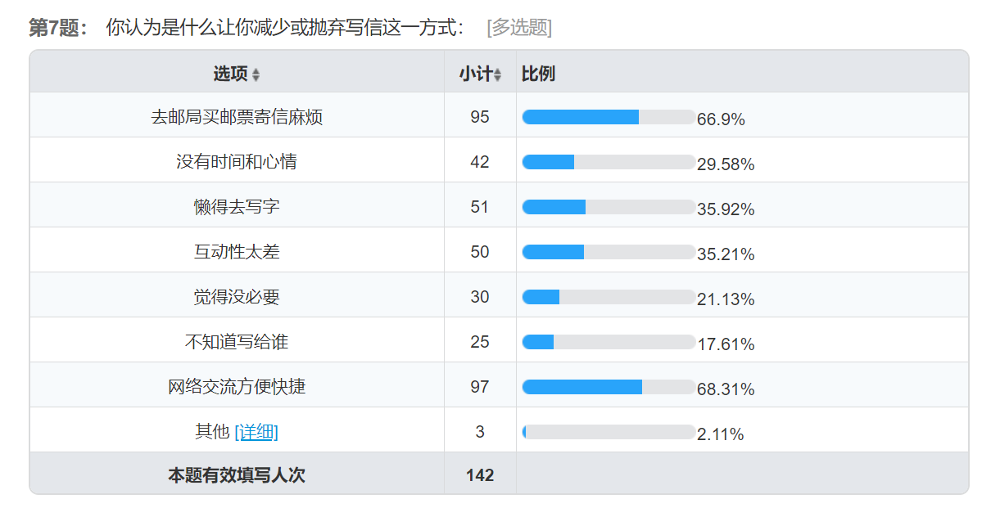 第7题： 你认为是什么让你减少或抛弃写信这一方式： [多选题]
选项 小计 比例
去邮局买邮票寄信麻烦 95 66.9%
没有时间和心情 42 29.58%
懒得去写字 51 35.92%
互动性太差 50 35.21%
觉得没必要 30 21.13%
不知道写给谁 25 17.61%
网络交流方便快捷 97 68.31%
其他 [详细] 3 2.11%
本题有效填写人次 142